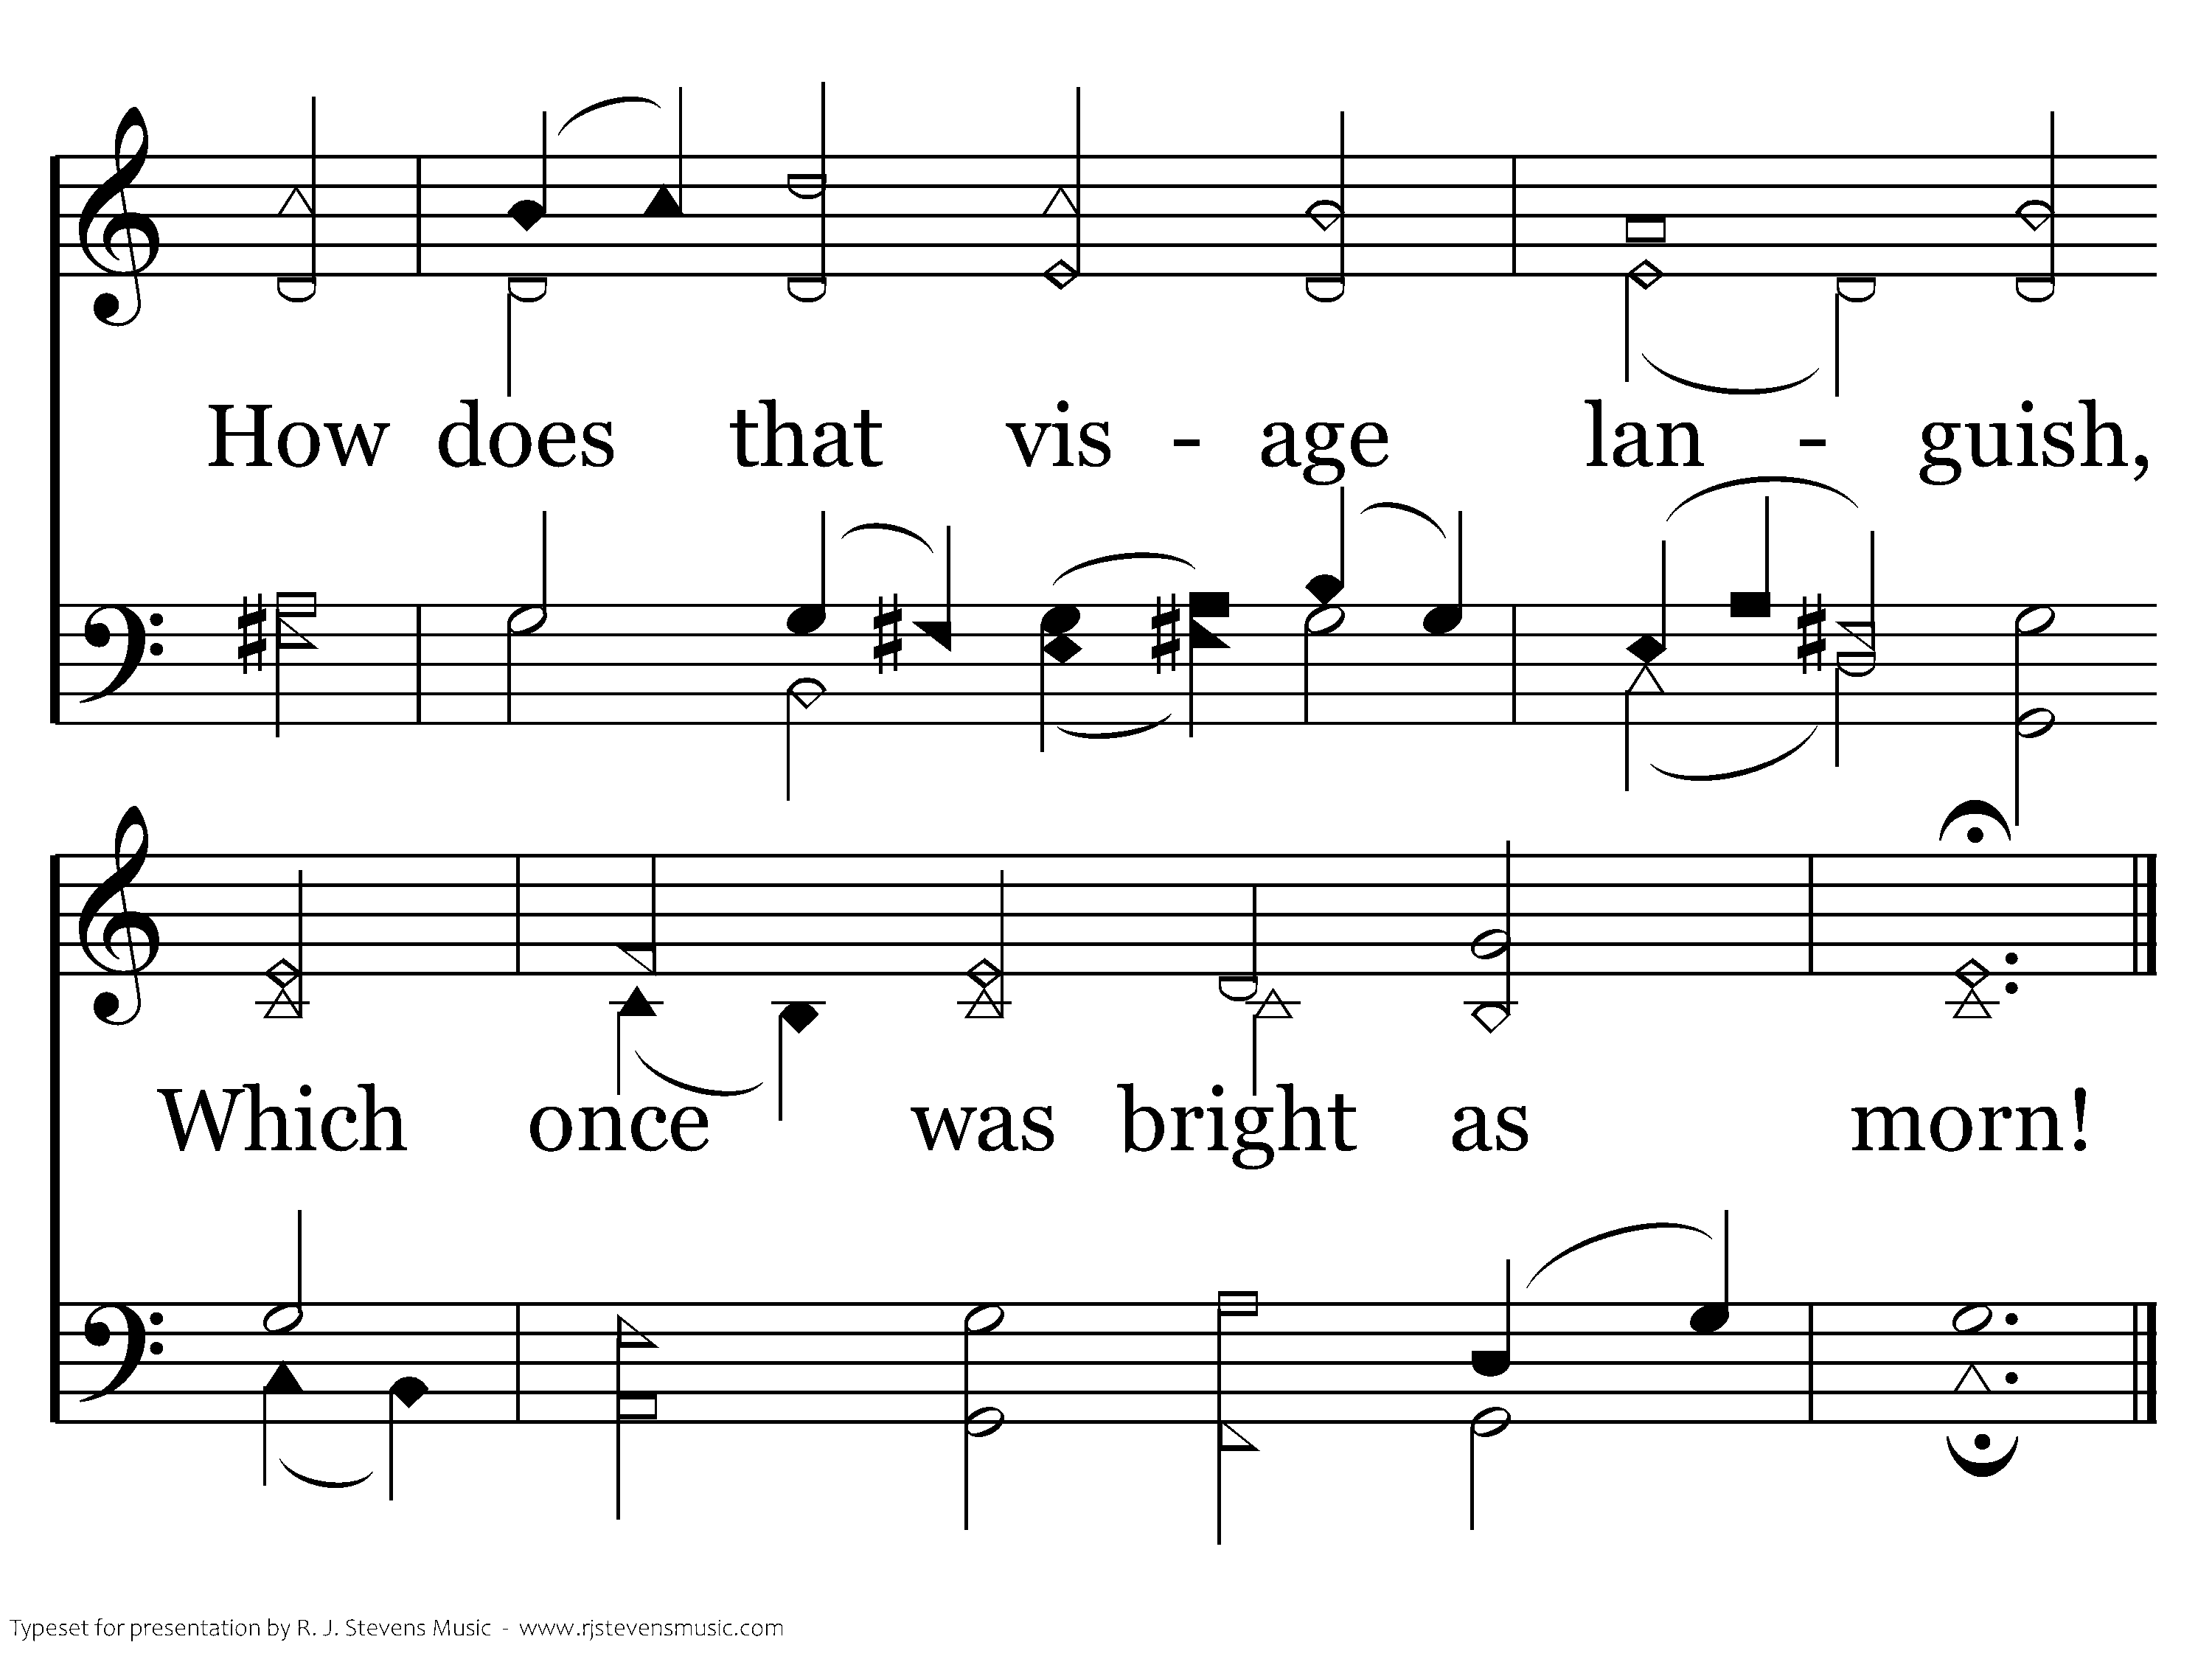 How does that vis - age lan - guish,
Which once was bright as morn!
Typeset for presentation by R. J. Stevens Music - www.rjstevensmusic.com